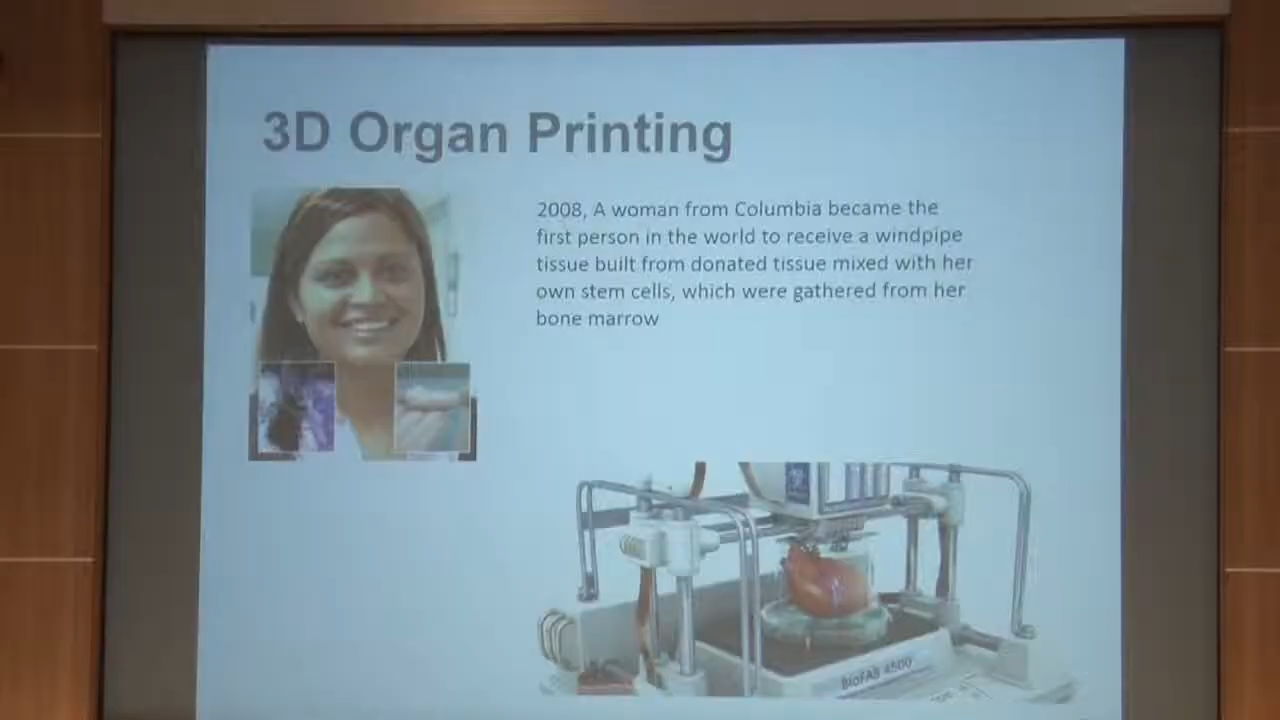 3D Organ Printing
2008, A woman from Columbia became the
first person in the world to receive a windpipe
tissue built from donated tissue mixed with her
own stem cells, which were gathered from her
bone marrow
BioFAB 4500